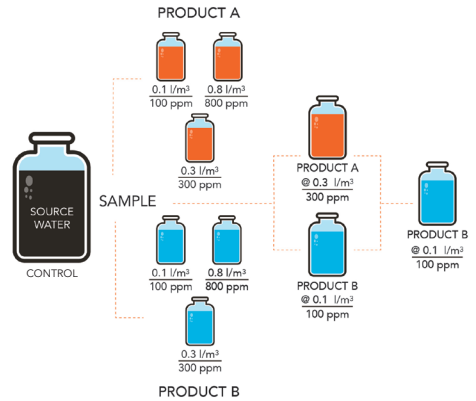 PRODUCT A
0.1 l/m³
100 ppm
0.8 l/m³
800 ppm
0.3 l/m³
300 ppm
SOURCE
WATER
CONTROL
SAMPLE
0.1 l/m³
100 ppm
0.8 l/m³
800 ppm
0.3 l/m³
300 ppm
PRODUCT B
PRODUCT A
@ 0.3 l/m³
300 ppm
PRODUCT B
@ 0.1 l/m³
100 ppm
PRODUCT B
@ 0.1 l/m³
100 ppm